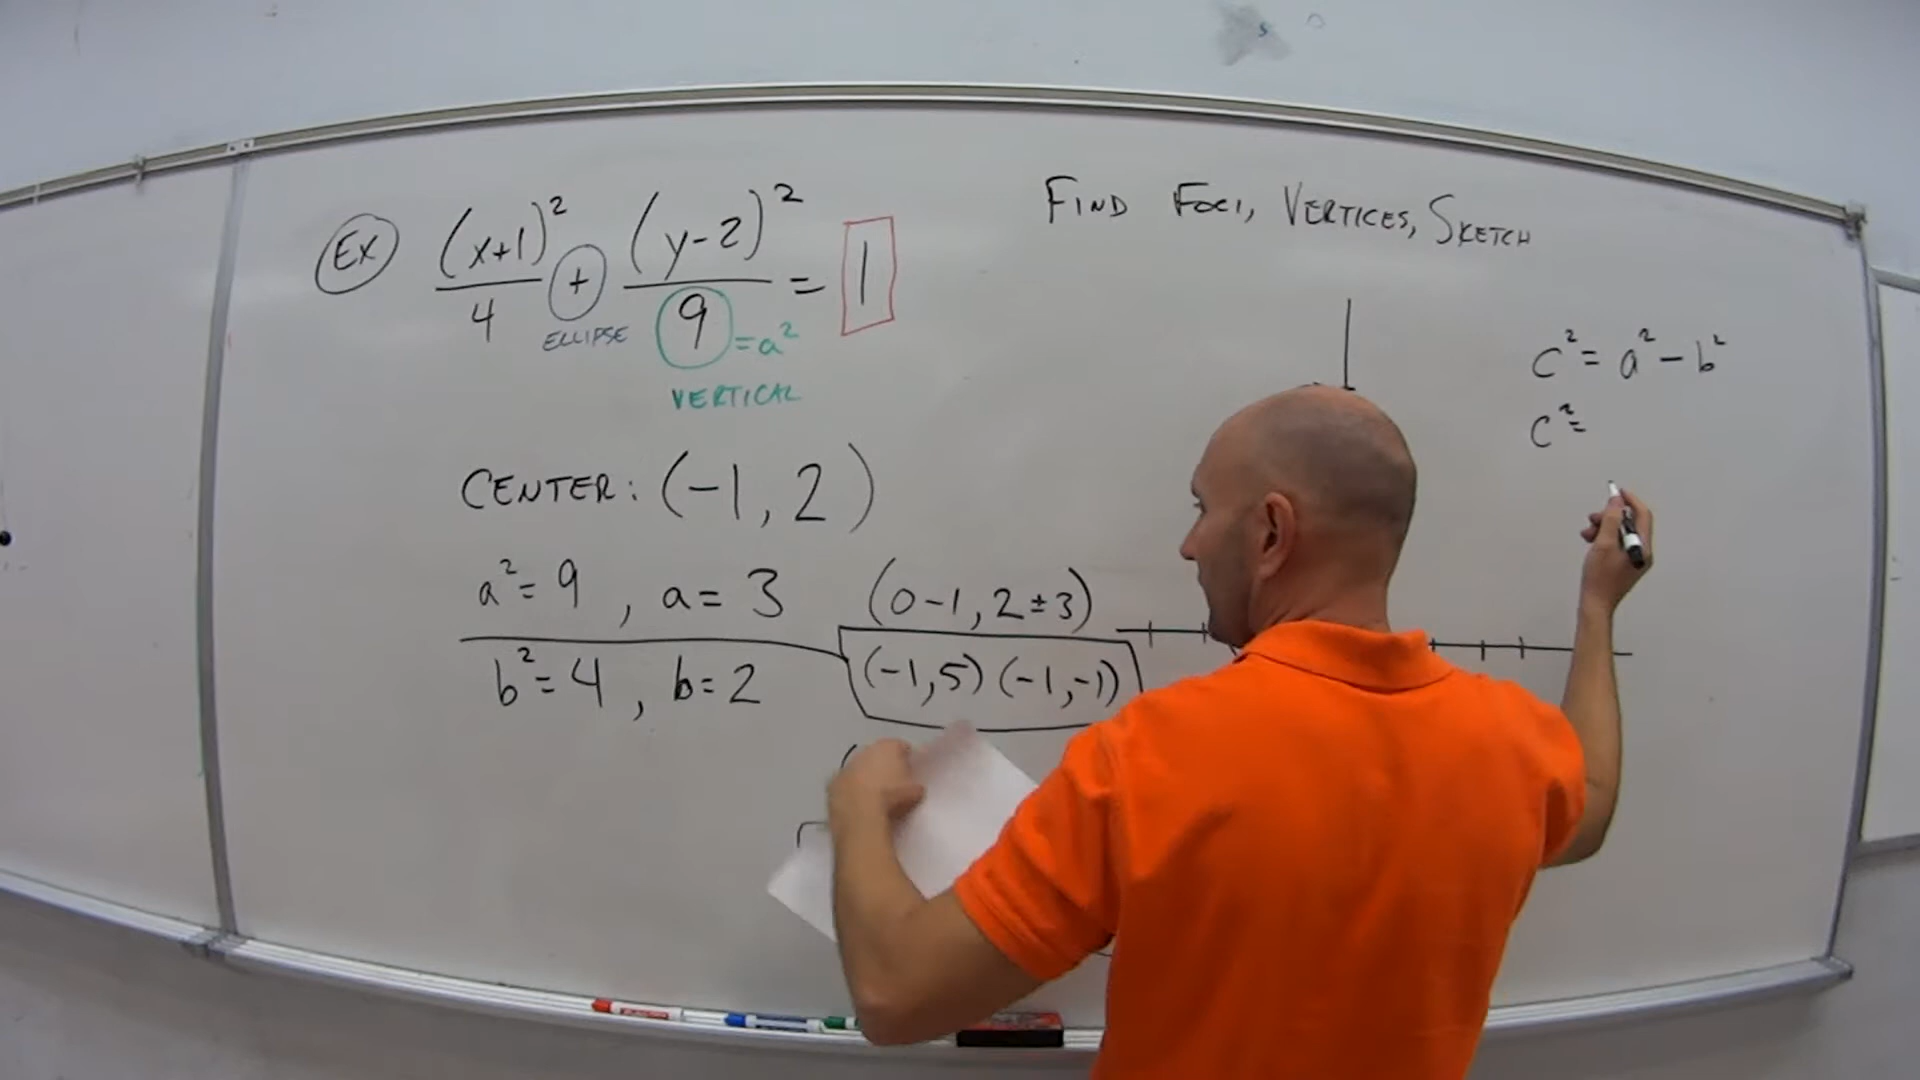 Ex (x+1)²/4 + (y-2)²/9 = 1
ELLIPSE
= a²
VERTICAL
FIND FOCI, VERTICES, SKETCH
c² = a² - b²
c² =
CENTER: (-1, 2)
a² = 9 , a = 3 (0-1, 2±3)
b² = 4 , b = 2 (-1,5) (-1,-1)